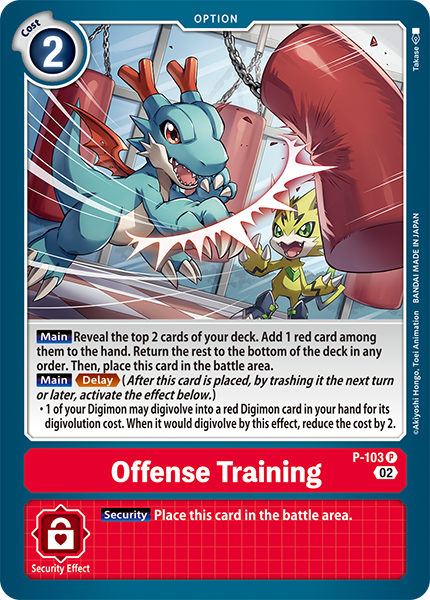 OPTION
Cost
2
Takase
Main Reveal the top 2 cards of your deck. Add 1 red card among
them to the hand. Return the rest to the bottom of the deck in any
order. Then, place this card in the battle area.
Main Delay (After this card is placed, by trashing it the next turn
or later, activate the effect below.)
・1 of your Digimon may digivolve into a red Digimon card in your hand for its
digivolution cost. When it would digivolve by this effect, reduce the cost by 2.
©Akiyoshi Hongo, Toei Animation BANDAI MADE IN JAPAN
P-103 P
Offense Training
02
Security Place this card in the battle area.
Security Effect